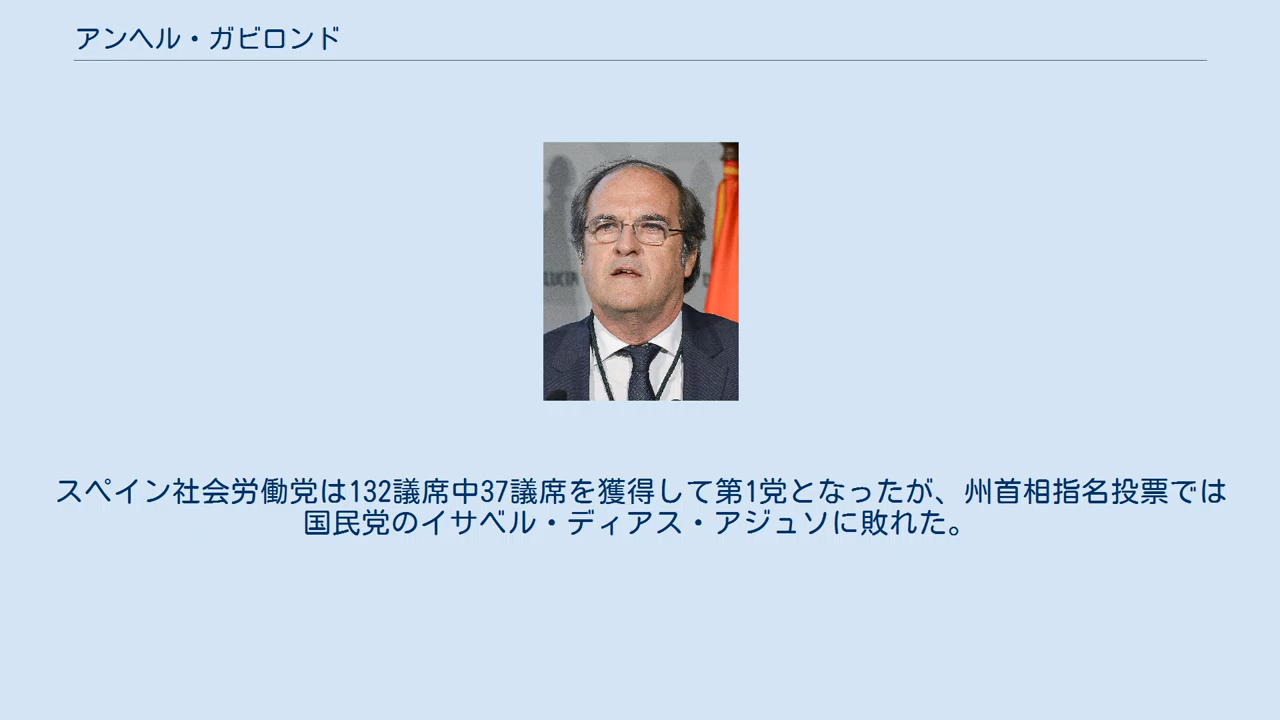 アンヘル・ガビロンド
スペイン社会労働党は132議席中37議席を獲得して第1党となったが、州首相指名投票では
国民党のイサベル・ディアス・アジュソに敗れた。